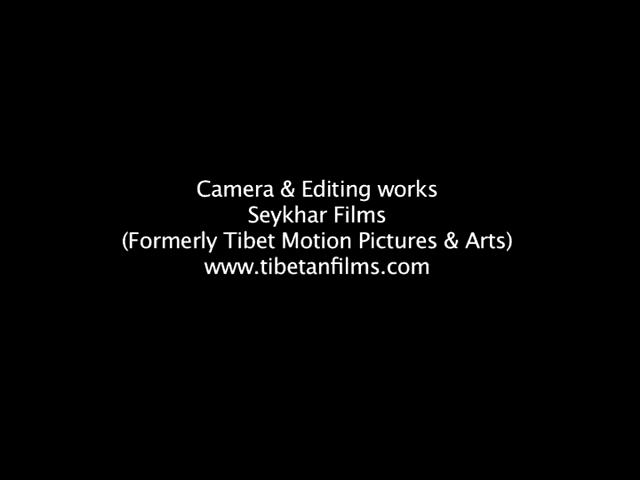 Camera & Editing works
Seykhar Films
(Formerly Tibet Motion Pictures & Arts)
www.tibetanfilms.com